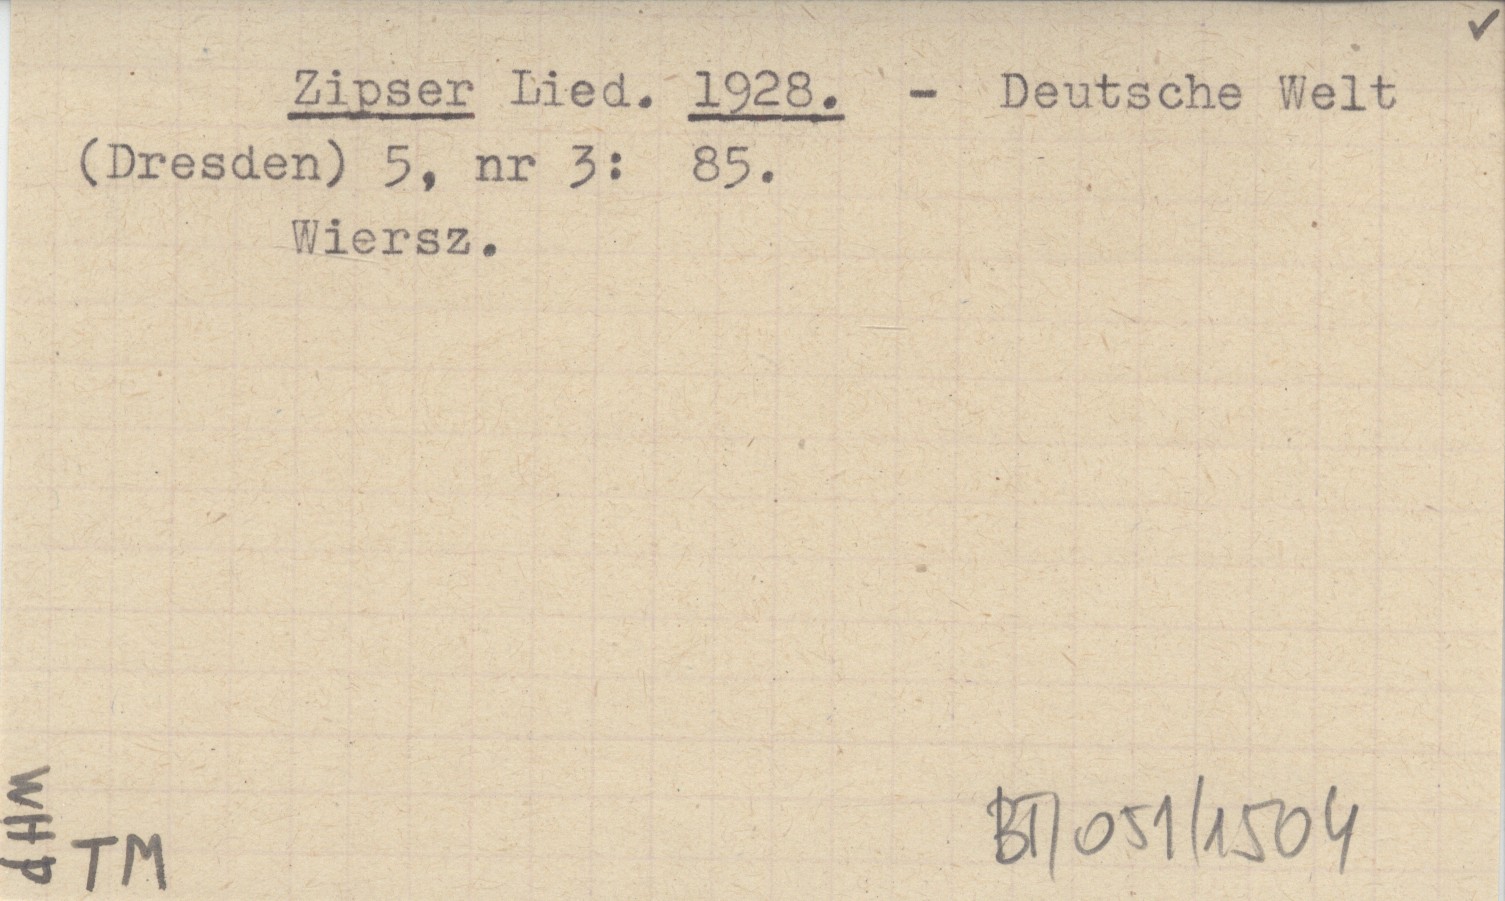 Zipser Lied. 1928. - Deutsche Welt
(Dresden) 5, nr 3: 85.
Wiersz.
TM
BT/051/1504